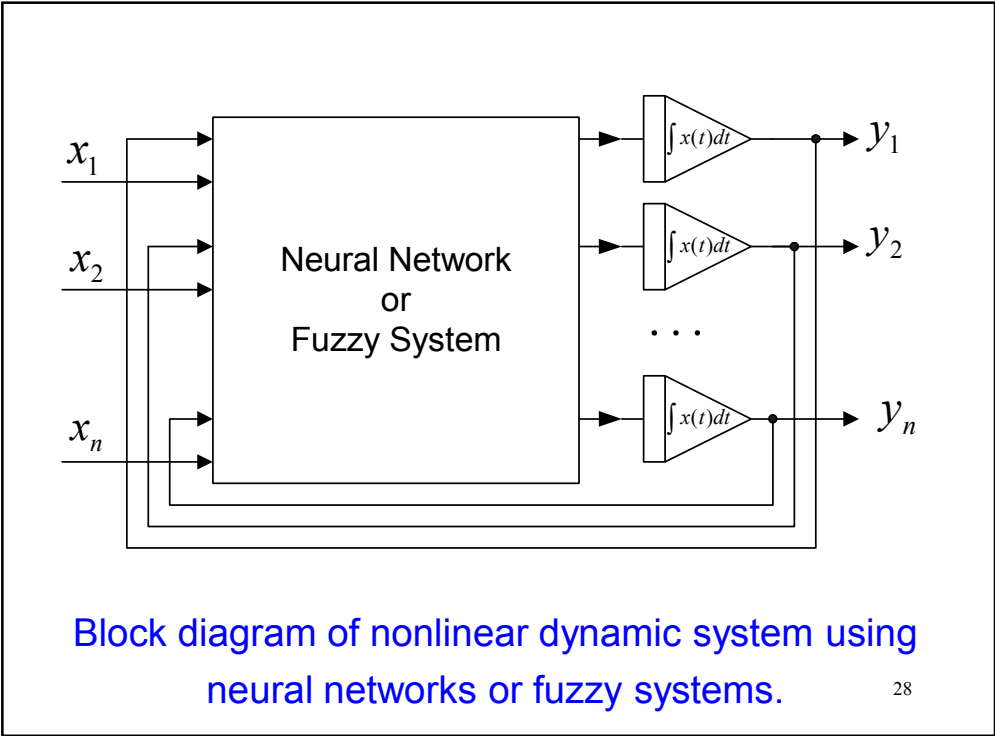 x₁
∫x(t)dt
y₁
x₂
∫x(t)dt
y₂
Neural Network
or
Fuzzy System
. . .
xₙ
∫x(t)dt
yₙ
Block diagram of nonlinear dynamic system using
neural networks or fuzzy systems.
28